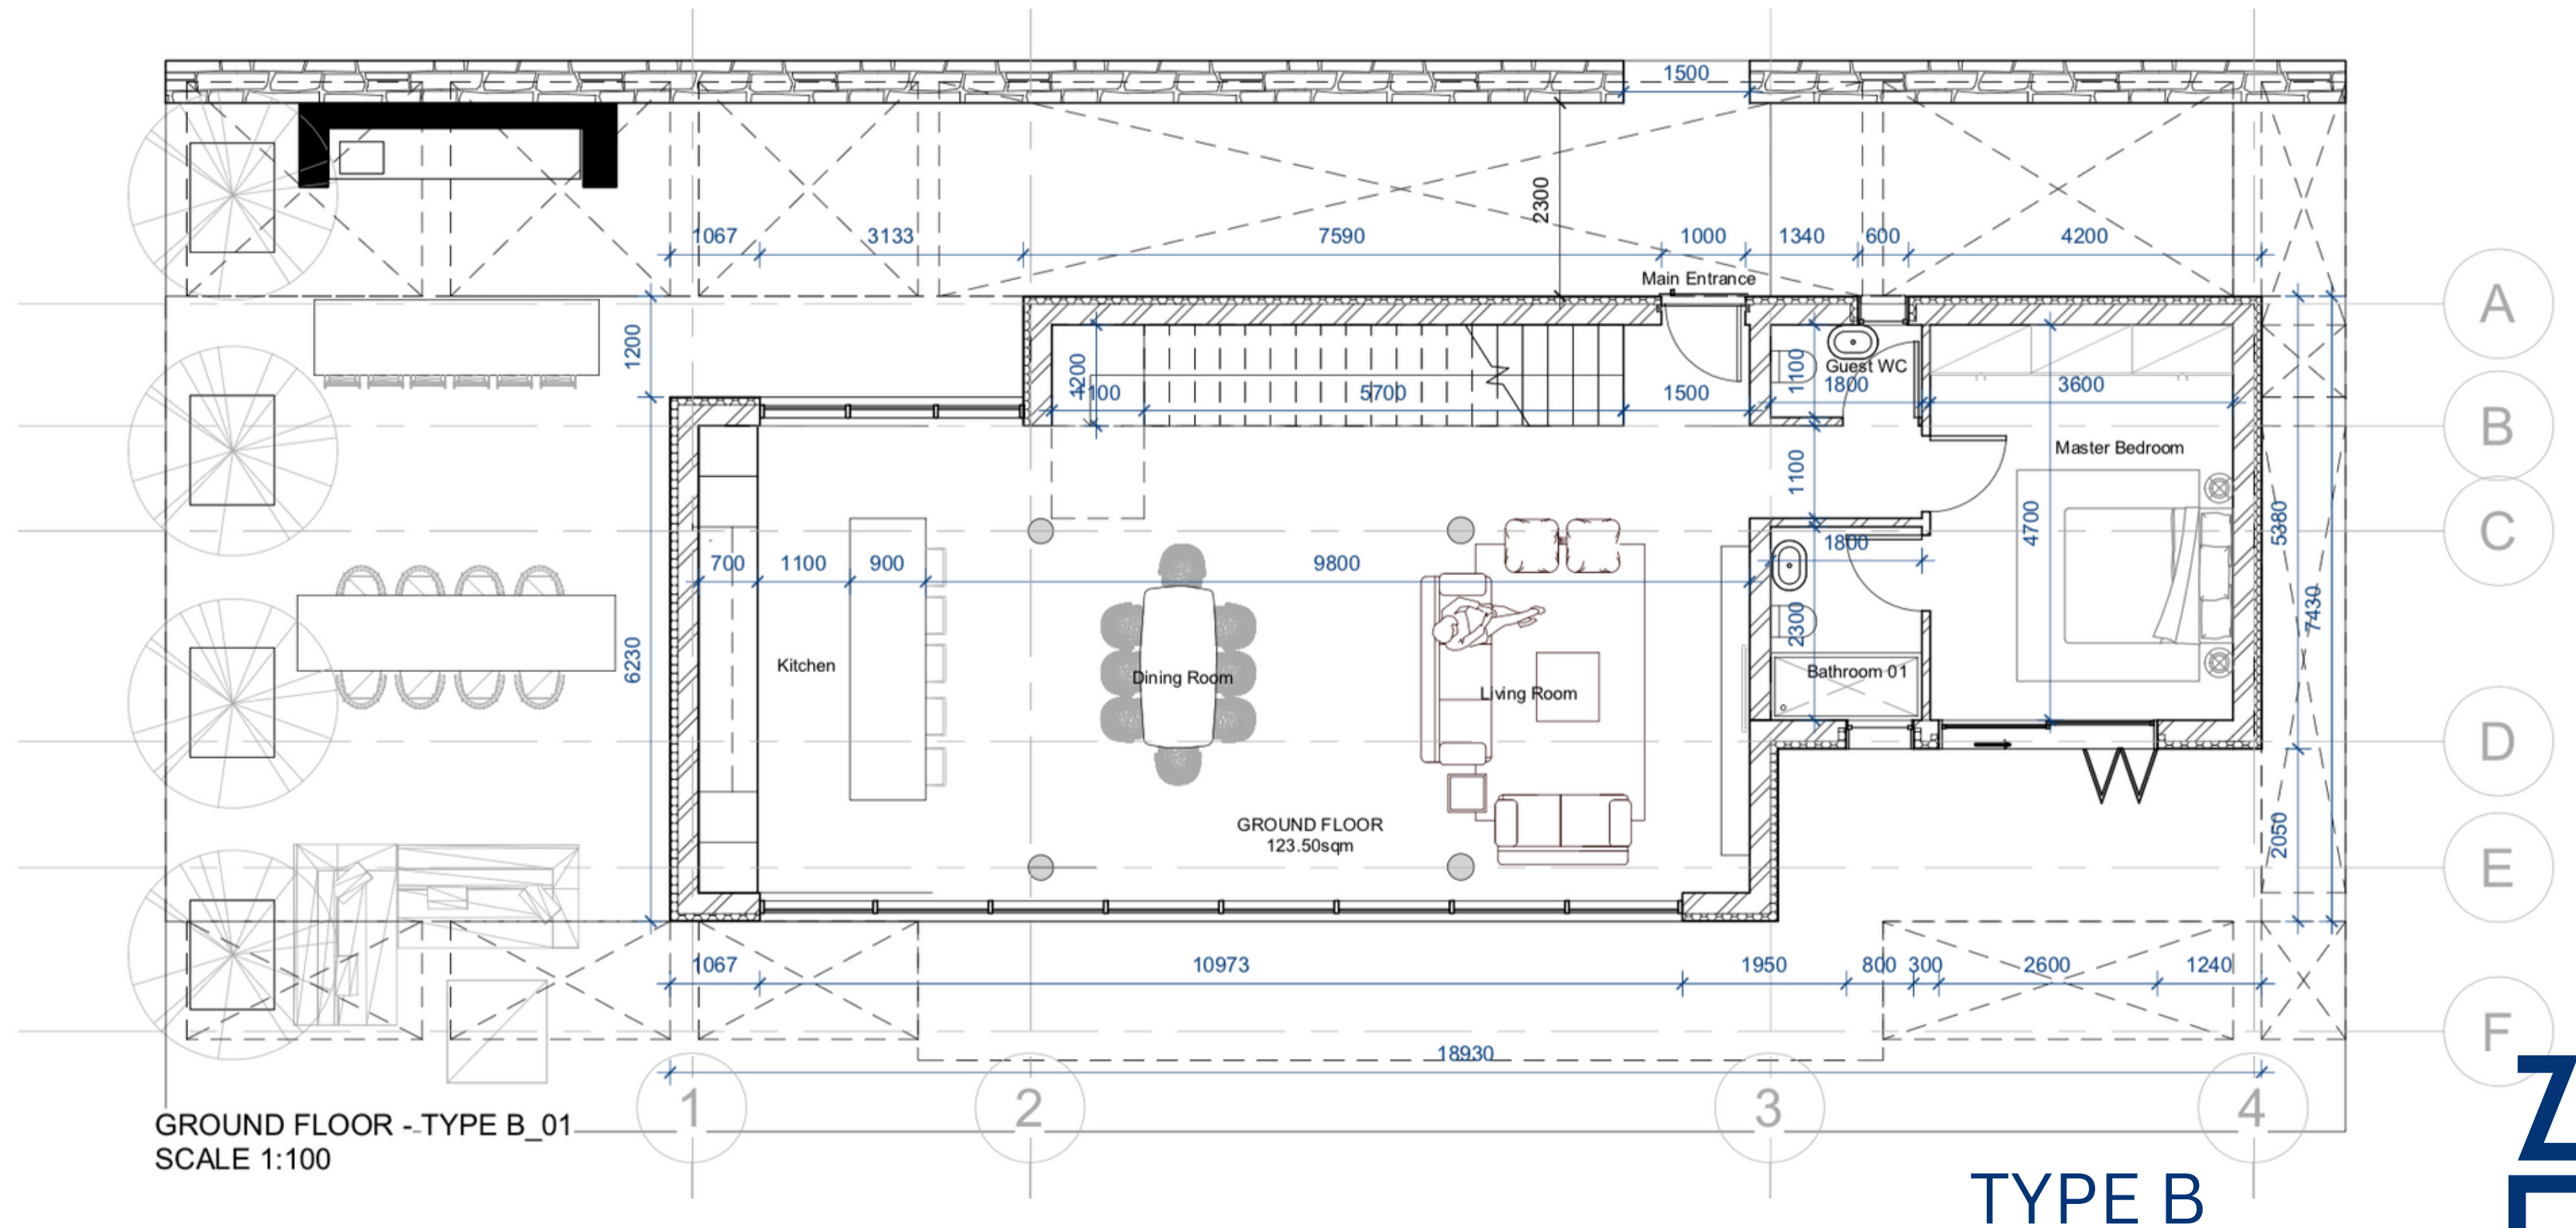 1500
2300
1067 3133 7590 1000 1340 600 4200
Main Entrance
A
1200
1200
1100 5700 1500
1100
Guest WC
1800
3600
B
Master Bedroom
1100
4700
5380
C
700 1100 900 9800
1800
7430
2300
6230
Kitchen
Dining Room
Living Room
Bathroom 01
D
GROUND FLOOR
123.50sqm
2050
E
1067 10973 1950 800 300 2600 1240
F
18930
1 2 3 4
GROUND FLOOR - TYPE B_01
SCALE 1:100
TYPE B
Z